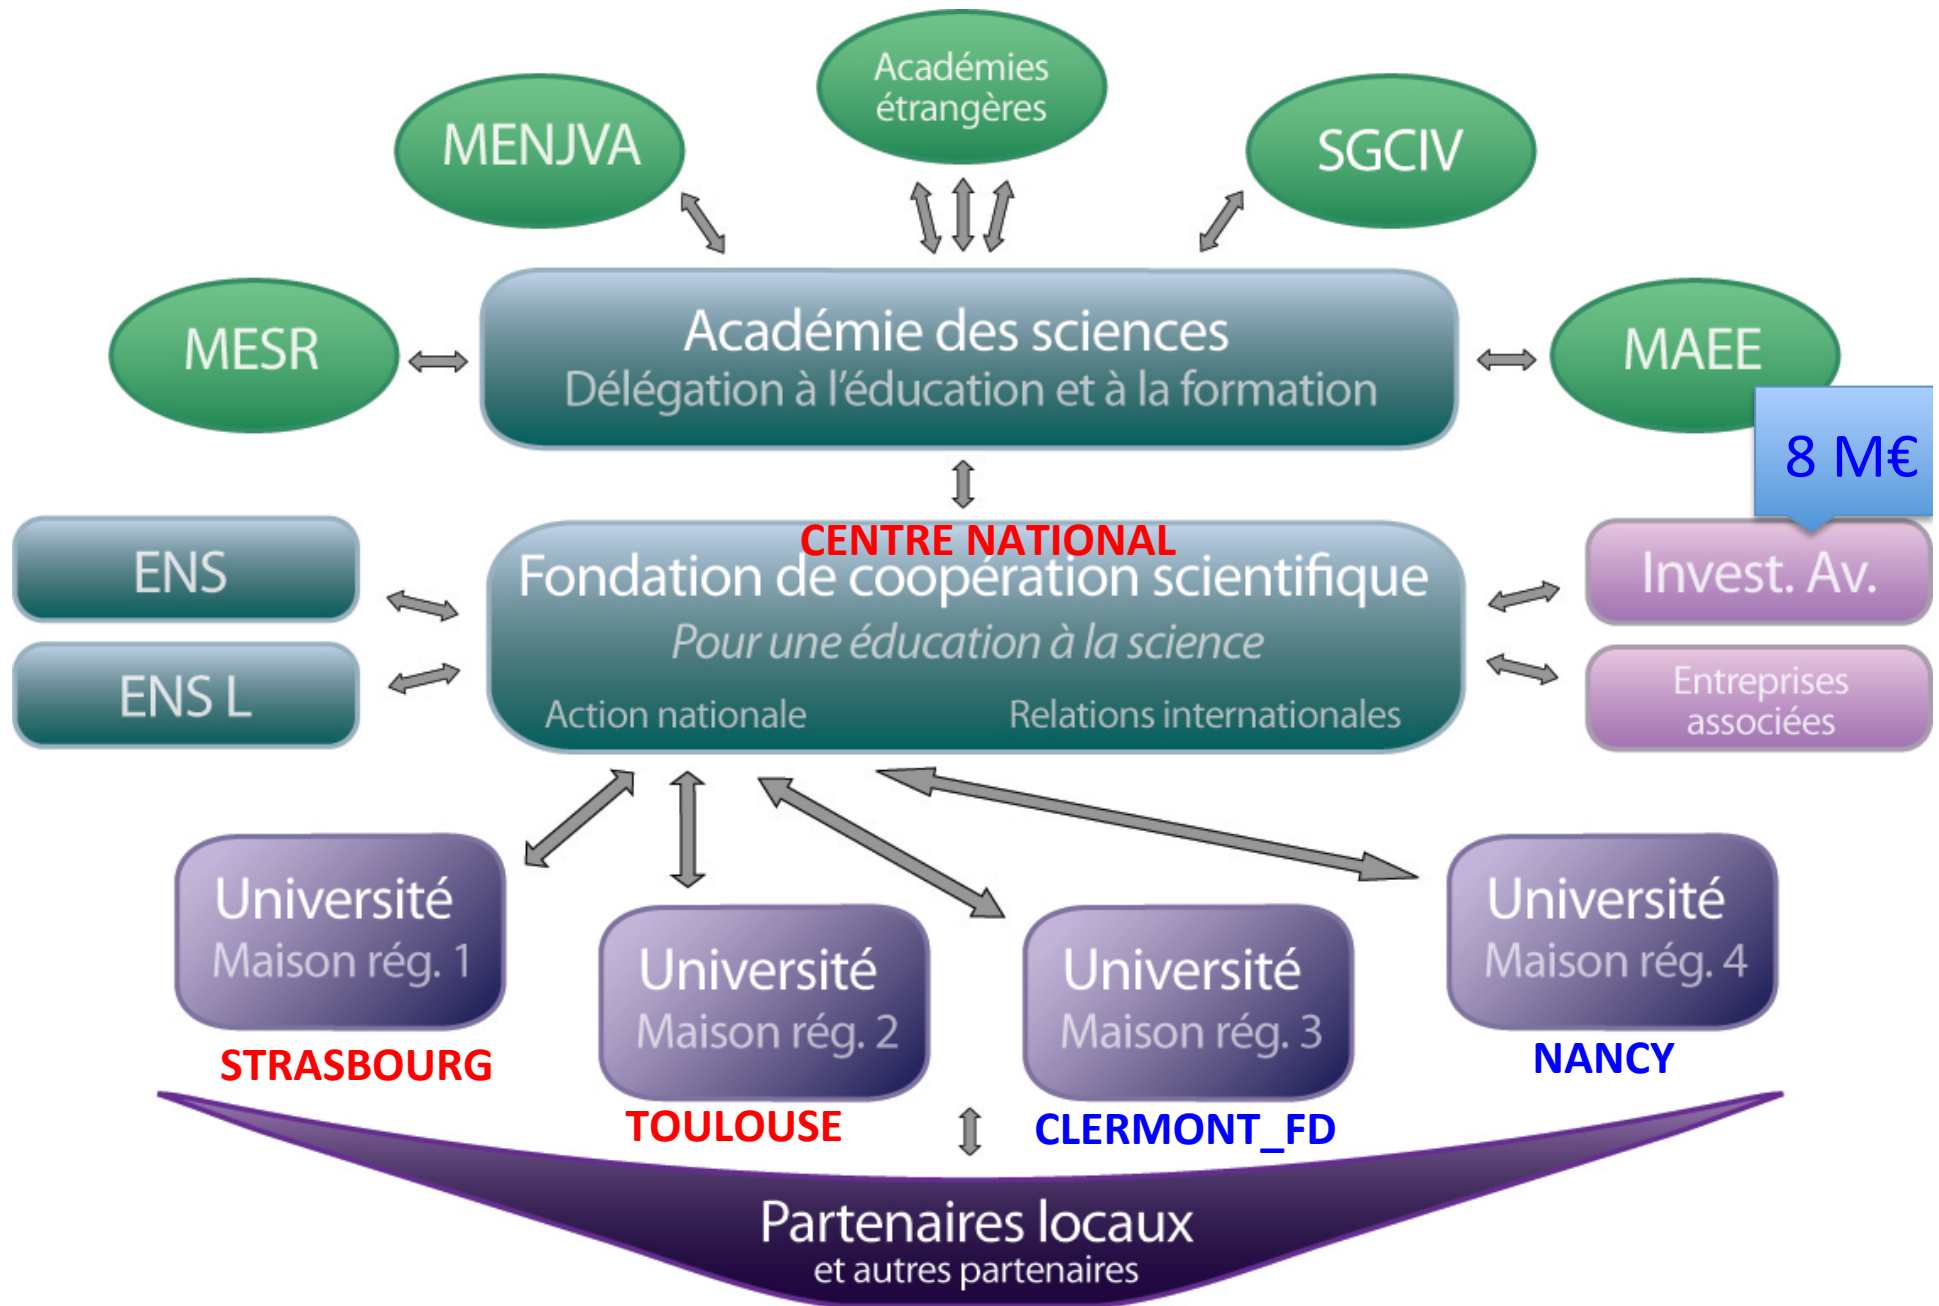 Académies
étrangères
MENJVA
SGCIV
MESR
Académie des sciences
Délégation à l'éducation et à la formation
MAEE
8 M€
ENS
CENTRE NATIONAL
Fondation de coopération scientifique
Pour une éducation à la science
Action nationale
Relations internationales
Invest. Av.
ENS L
Entreprises
associées
Université
Maison rég. 1
STRASBOURG
Université
Maison rég. 2
TOULOUSE
Université
Maison rég. 3
CLERMONT_FD
Université
Maison rég. 4
NANCY
Partenaires locaux
et autres partenaires